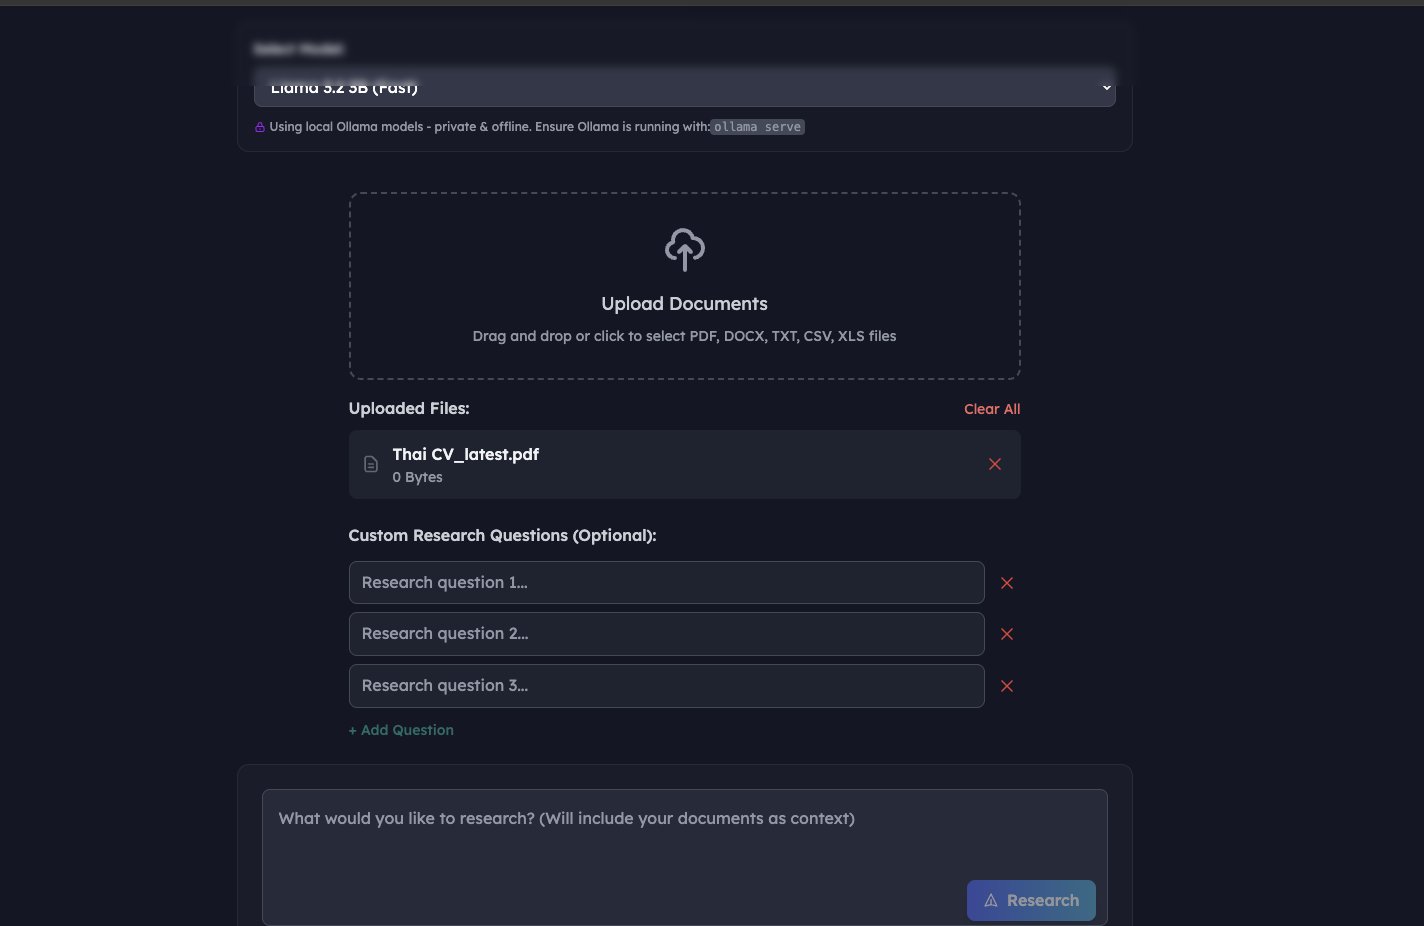 Select Model
Llama 3.2 3B (Fast)
Using local Ollama models - private & offline. Ensure Ollama is running with: ollama serve
Upload Documents
Drag and drop or click to select PDF, DOCX, TXT, CSV, XLS files
Uploaded Files:
Clear All
Thai CV_latest.pdf
0 Bytes
Custom Research Questions (Optional):
Research question 1...
Research question 2...
Research question 3...
+ Add Question
What would you like to research? (Will include your documents as context)
Research